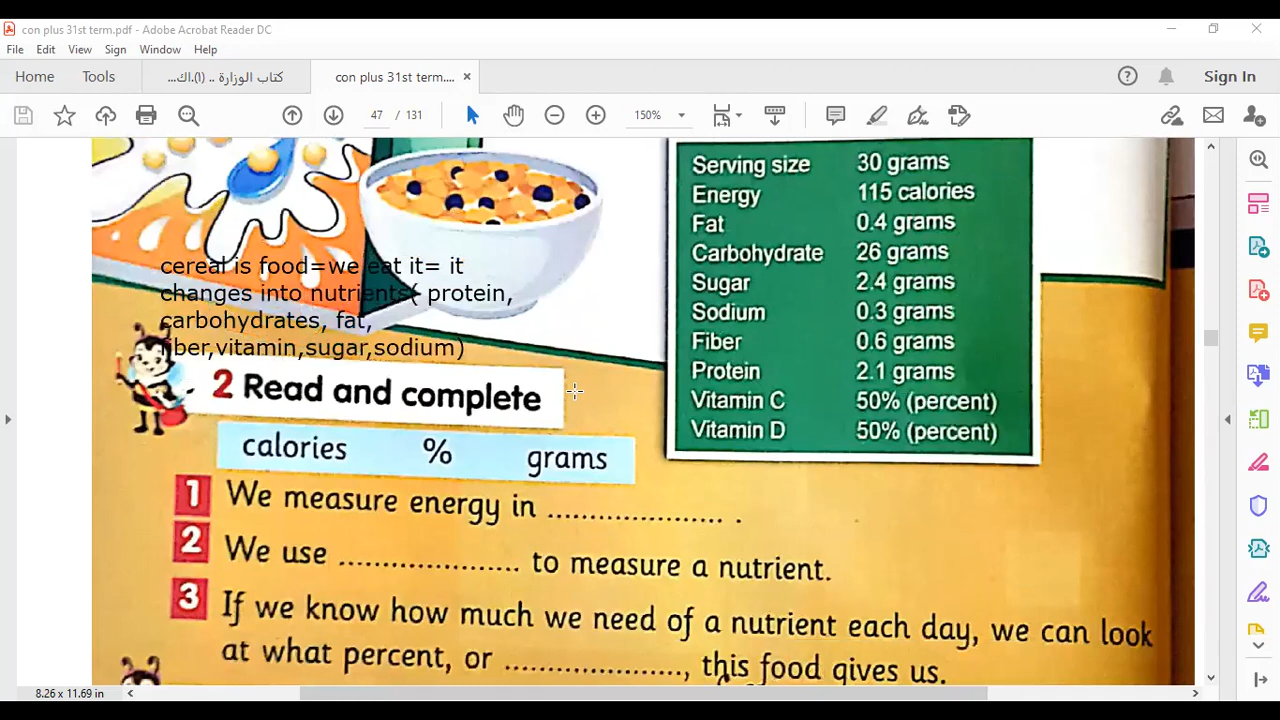 con plus 31st term.pdf - Adobe Acrobat Reader DC
File Edit View Sign Window Help
Home Tools كتاب الوزارة .. (١).اك... con plus 31st term.... × Sign In
47 / 131 150%
Serving size 30 grams
Energy 115 calories
Fat 0.4 grams
Carbohydrate 26 grams
Sugar 2.4 grams
Sodium 0.3 grams
Fiber 0.6 grams
Protein 2.1 grams
Vitamin C 50% (percent)
Vitamin D 50% (percent)
cereal is food=we eat it= it
changes into nutrients( protein,
carbohydrates, fat,
fiber,vitamin,sugar,sodium)
2 Read and complete
calories % grams
1 We measure energy in ..................... .
2 We use ..................... to measure a nutrient.
3 If we know how much we need of a nutrient each day, we can look
at what percent, or ....................., this food gives us.
8.26 x 11.69 in